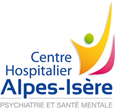 Centre
Hospitalier
Alpes-Isère
PSYCHIATRIE ET SANTÉ MENTALE